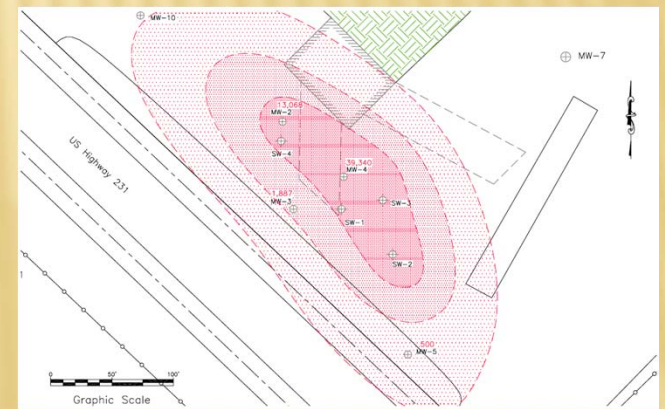 MW-10
MW-7
13,068
MW-2
SW-4
39,340
MW-4
US Highway 231
1,887
MW-3
SW-3
SW-1
SW-2
500
MW-5
1
0 50' 100'
Graphic Scale